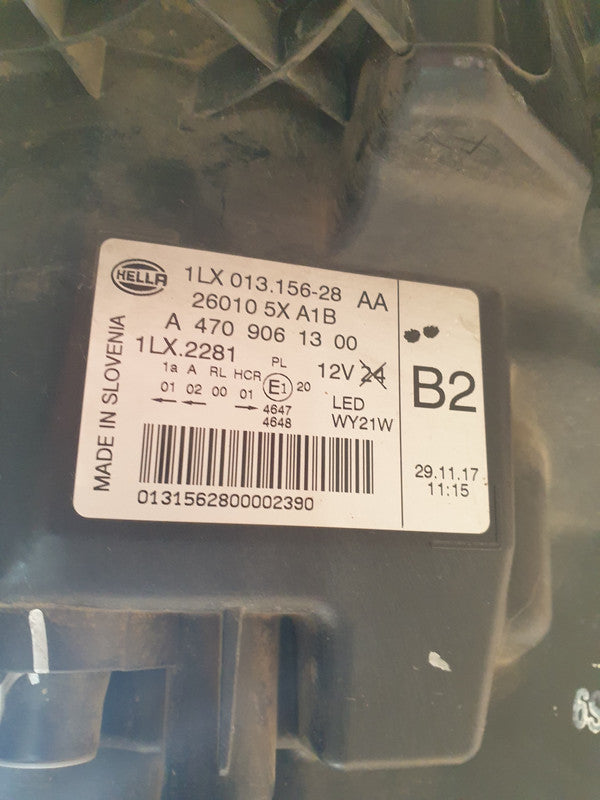 HELLA
1LX 013.156-28 AA
26010 5X A1B
A 470 906 13 00
1LX.2281
1a A RL HCR PL
01 02 00 01 E1 20
4647
4648
12V 24
LED
WY21W
MADE IN SLOVENIA
0131562800002390
B2
29.11.17
11:15